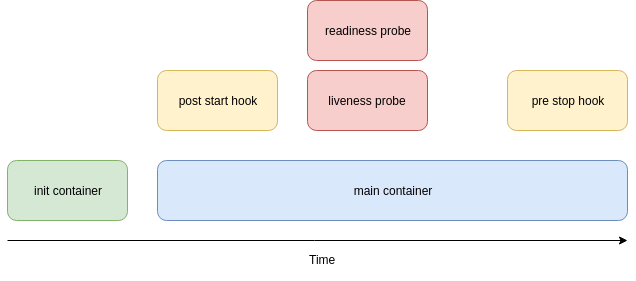 readiness probe
post start hook
liveness probe
pre stop hook
init container
main container
Time